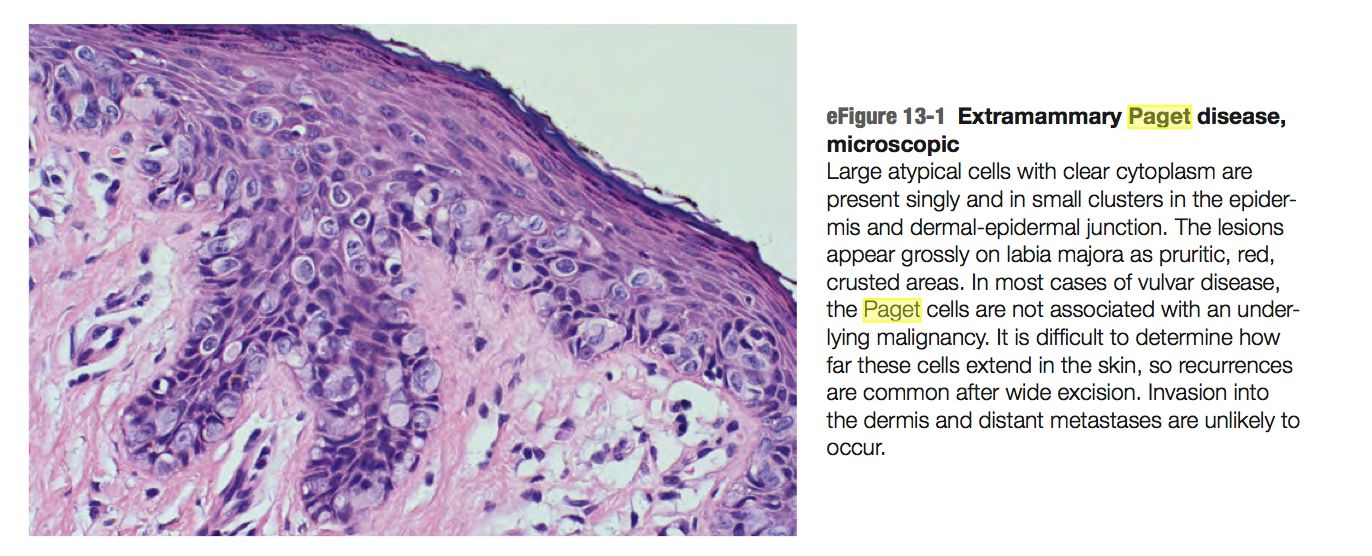 eFigure 13-1 Extramammary Paget disease,
microscopic
Large atypical cells with clear cytoplasm are
present singly and in small clusters in the epider-
mis and dermal-epidermal junction. The lesions
appear grossly on labia majora as pruritic, red,
crusted areas. In most cases of vulvar disease,
the Paget cells are not associated with an under-
lying malignancy. It is difficult to determine how
far these cells extend in the skin, so recurrences
are common after wide excision. Invasion into
the dermis and distant metastases are unlikely to
occur.